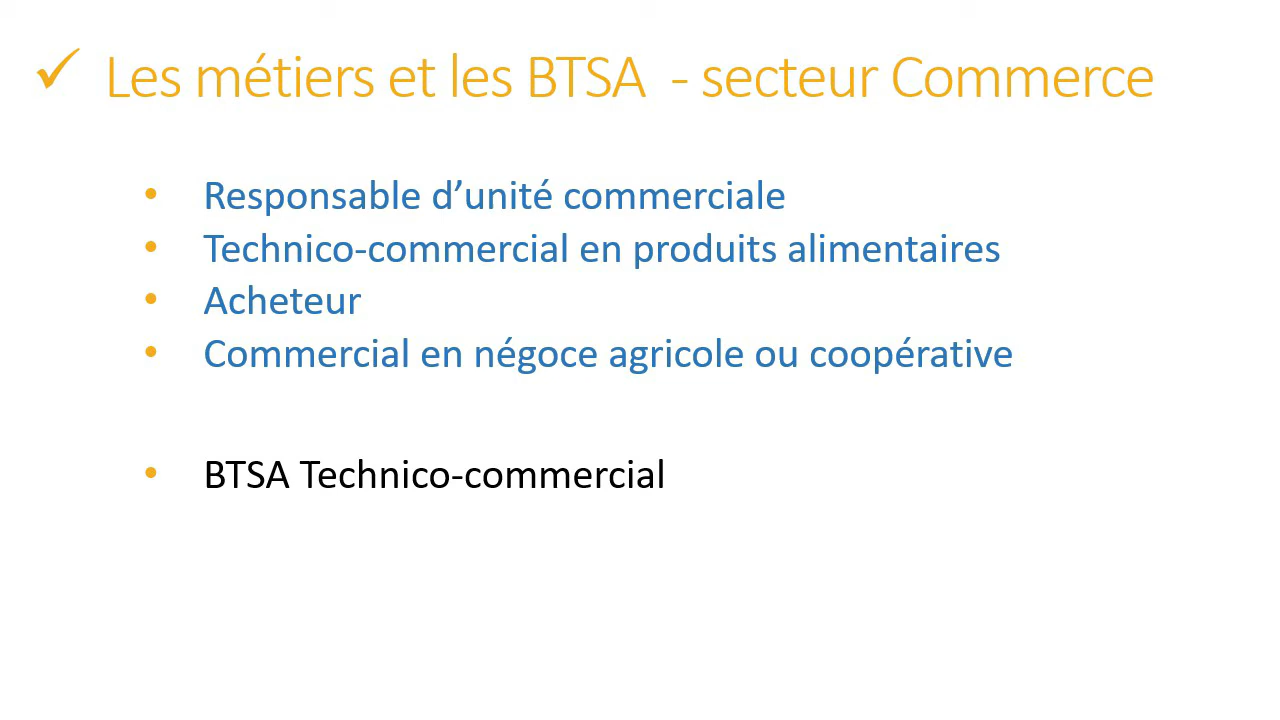 ✓ Les métiers et les BTSA - secteur Commerce
• Responsable d’unité commerciale
• Technico-commercial en produits alimentaires
• Acheteur
• Commercial en négoce agricole ou coopérative
• BTSA Technico-commercial